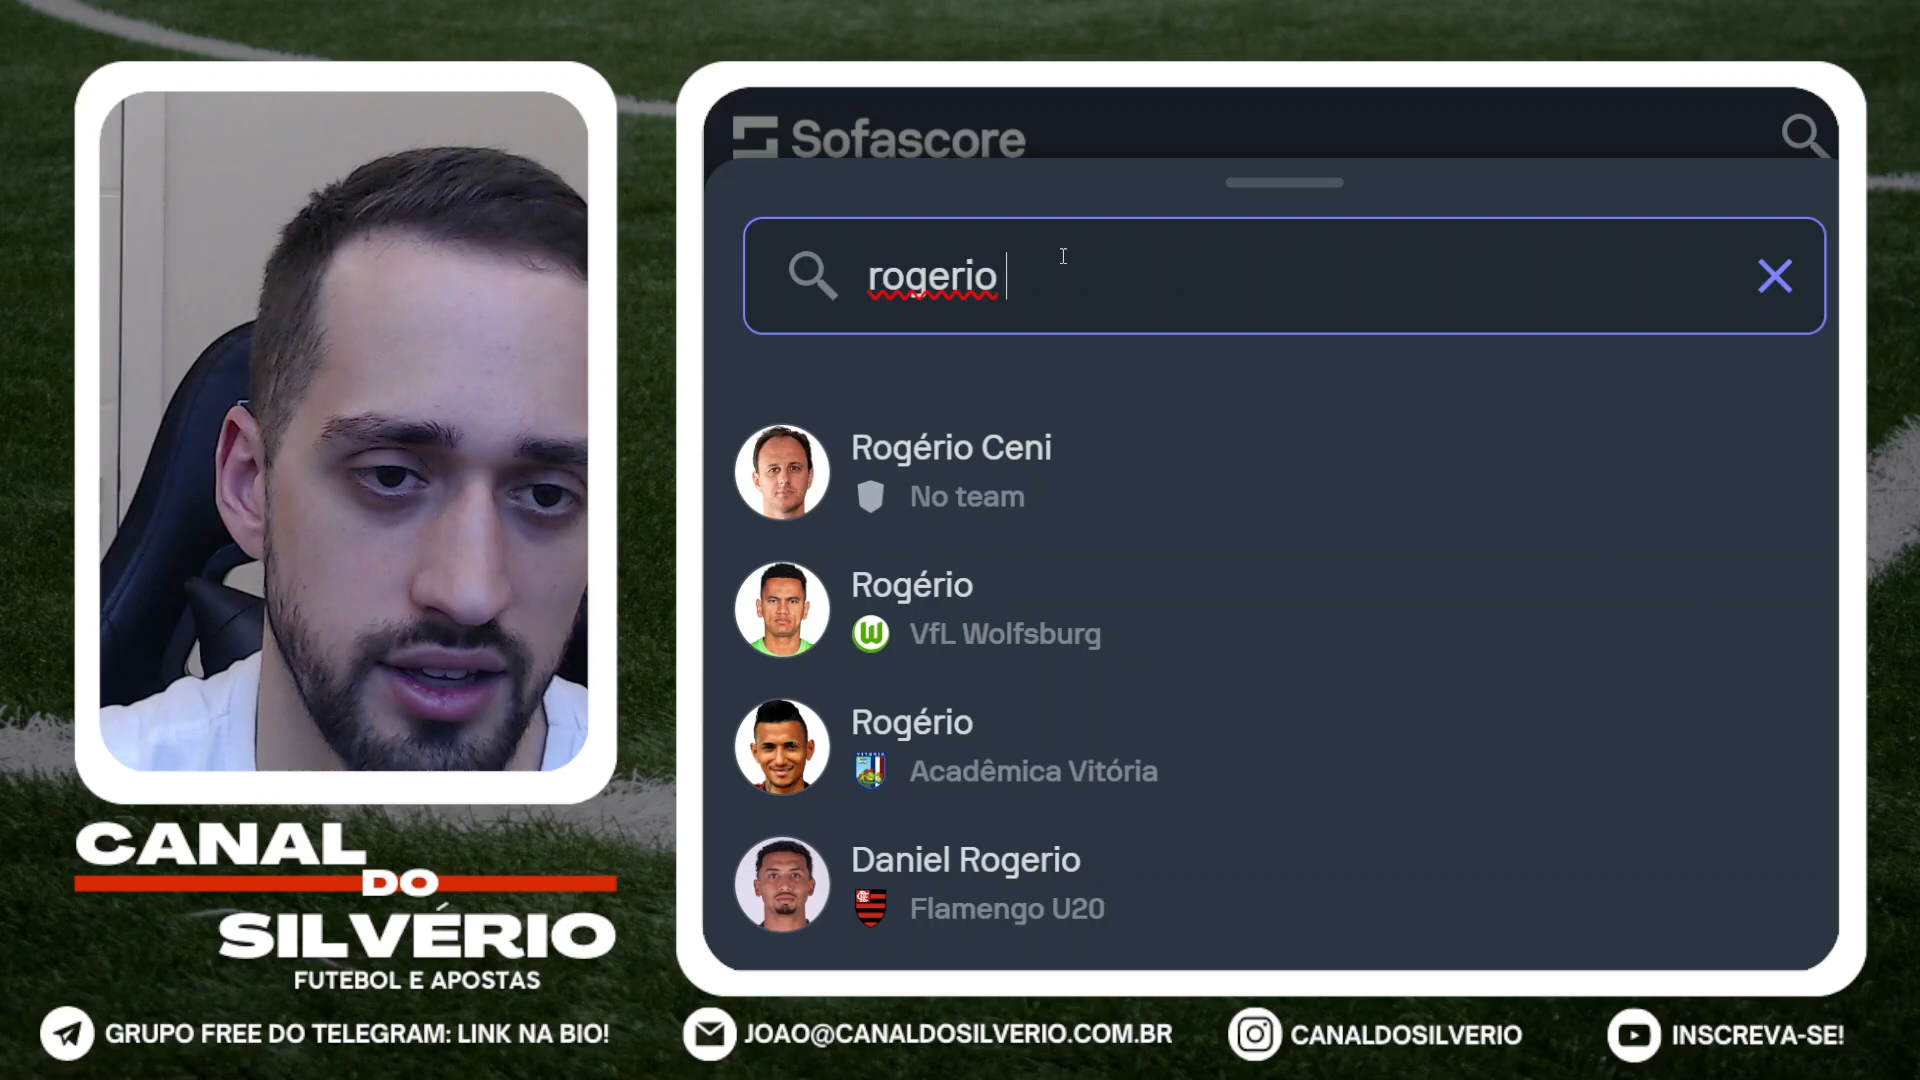 Sofascore
rogerio
Rogério Ceni
No team
Rogério
VfL Wolfsburg
Rogério
Acadêmica Vitória
Daniel Rogerio
Flamengo U20
CANAL
DO
SILVÉRIO
FUTEBOL E APOSTAS
GRUPO FREE DO TELEGRAM: LINK NA BIO!
JOAO@CANALDOSILVERIO.COM.BR
CANALDOSILVERIO
INSCREVA-SE!